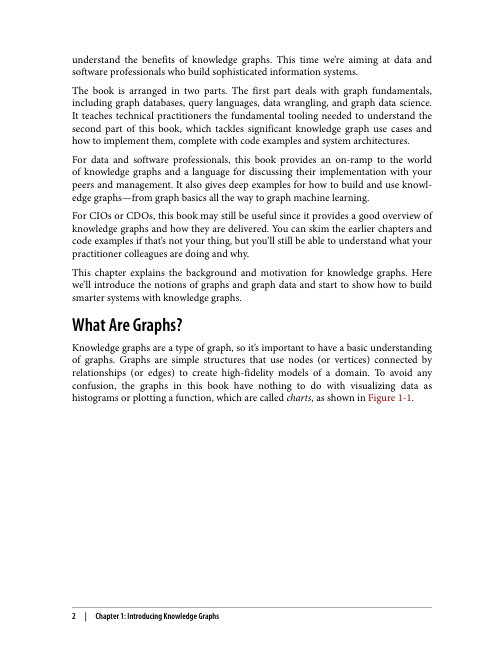 understand the benefits of knowledge graphs. This time we're aiming at data and
software professionals who build sophisticated information systems.
The book is arranged in two parts. The first part deals with graph fundamentals,
including graph databases, query languages, data wrangling, and graph data science.
It teaches technical practitioners the fundamental tooling needed to understand the
second part of this book, which tackles significant knowledge graph use cases and
how to implement them, complete with code examples and system architectures.
For data and software professionals, this book provides an on-ramp to the world
of knowledge graphs and a language for discussing their implementation with your
peers and management. It also gives deep examples for how to build and use knowl-
edge graphs—from graph basics all the way to graph machine learning.
For CIOs or CDOs, this book may still be useful since it provides a good overview of
knowledge graphs and how they are delivered. You can skim the earlier chapters and
code examples if that's not your thing, but you'll still be able to understand what your
practitioner colleagues are doing and why.
This chapter explains the background and motivation for knowledge graphs. Here
we'll introduce the notions of graphs and graph data and start to show how to build
smarter systems with knowledge graphs.
What Are Graphs?
Knowledge graphs are a type of graph, so it's important to have a basic understanding
of graphs. Graphs are simple structures that use nodes (or vertices) connected by
relationships (or edges) to create high-fidelity models of a domain. To avoid any
confusion, the graphs in this book have nothing to do with visualizing data as
histograms or plotting a function, which are called charts, as shown in Figure 1-1.
2 | Chapter 1: Introducing Knowledge Graphs